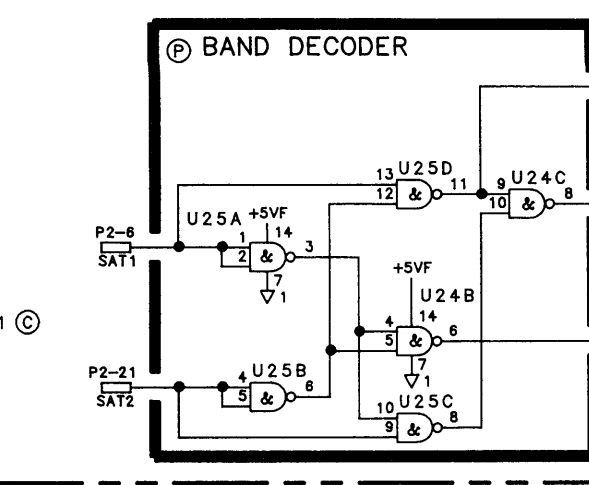 Ⓟ BAND DECODER
U25D
13
12
11
U24C
9
10
&
&
8
U25A
+5VF
14
P2-6
SAT1
1
2
&
3
7
1
+5VF
U24B
14
1 Ⓒ
4
5
&
6
7
1
P2-21
SAT2
U25B
4
5
&
6
U25C
10
9
&
8